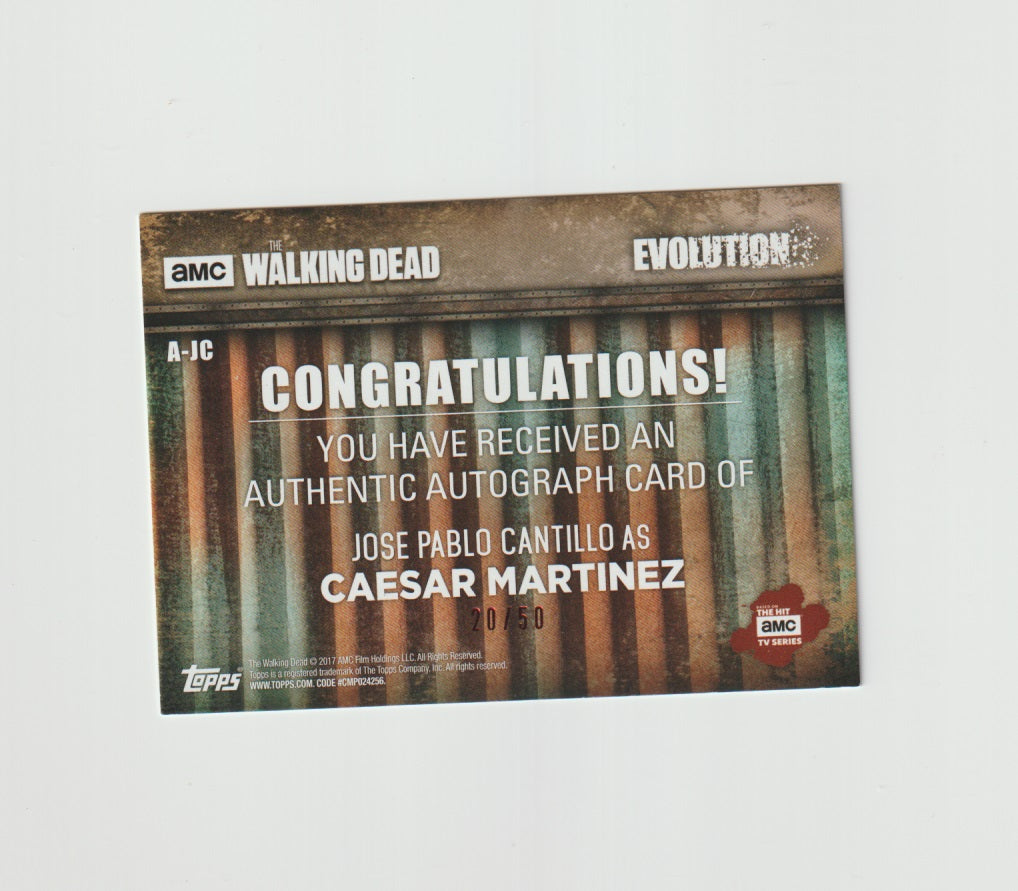 AMC THE WALKING DEAD
EVOLUTION
A-JC
CONGRATULATIONS!
YOU HAVE RECEIVED AN
AUTHENTIC AUTOGRAPH CARD OF
JOSE PABLO CANTILLO AS
CAESAR MARTINEZ
20/50
BASED ON
THE HIT
AMC
TV SERIES
Topps®
The Walking Dead © 2017 AMC Film Holdings LLC. All Rights Reserved.
Topps is a registered trademark of The Topps Company, Inc. All rights reserved.
WWW.TOPPS.COM. CODE #CMP024256.